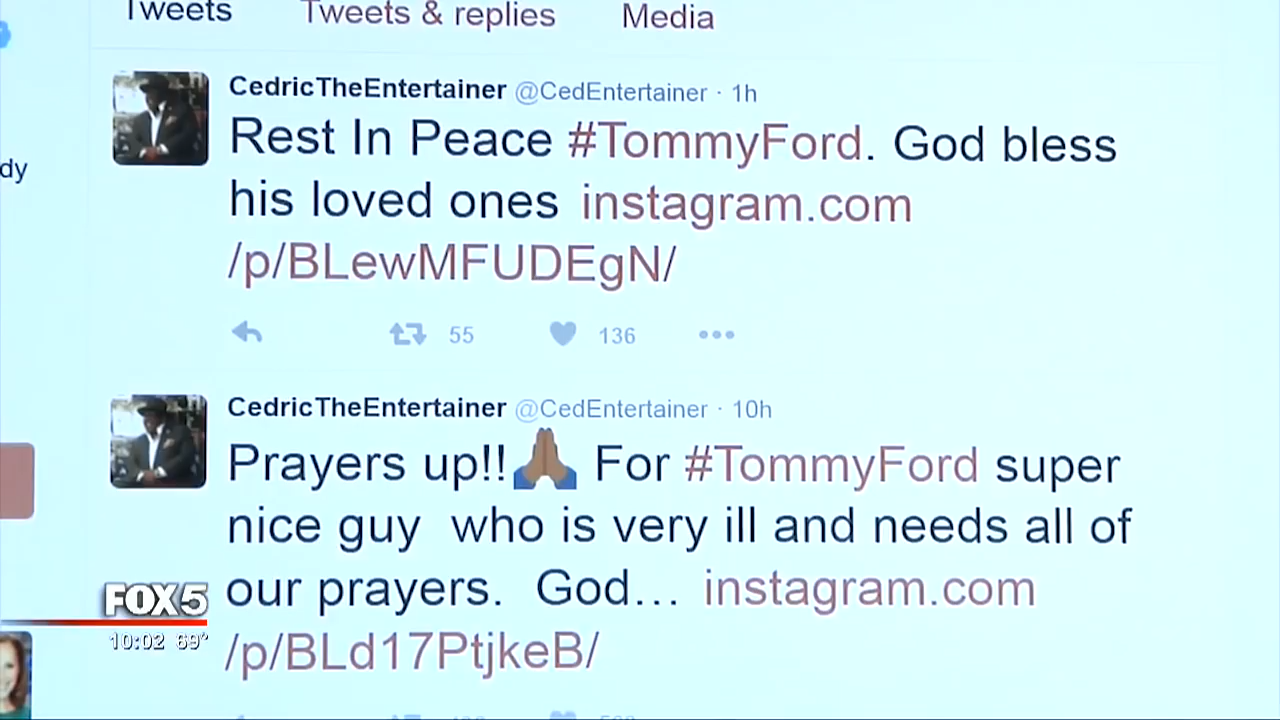 Tweets Tweets & replies Media
CedricTheEntertainer @CedEntertainer · 1h
Rest In Peace #TommyFord. God bless
his loved ones instagram.com
/p/BLewMFUDEgN/
55 136
dy
CedricTheEntertainer @CedEntertainer · 10h
Prayers up!!🙏🏽 For #TommyFord super
nice guy who is very ill and needs all of
our prayers. God... instagram.com
/p/BLd17PtjkeB/
FOX 5
10:02 69°